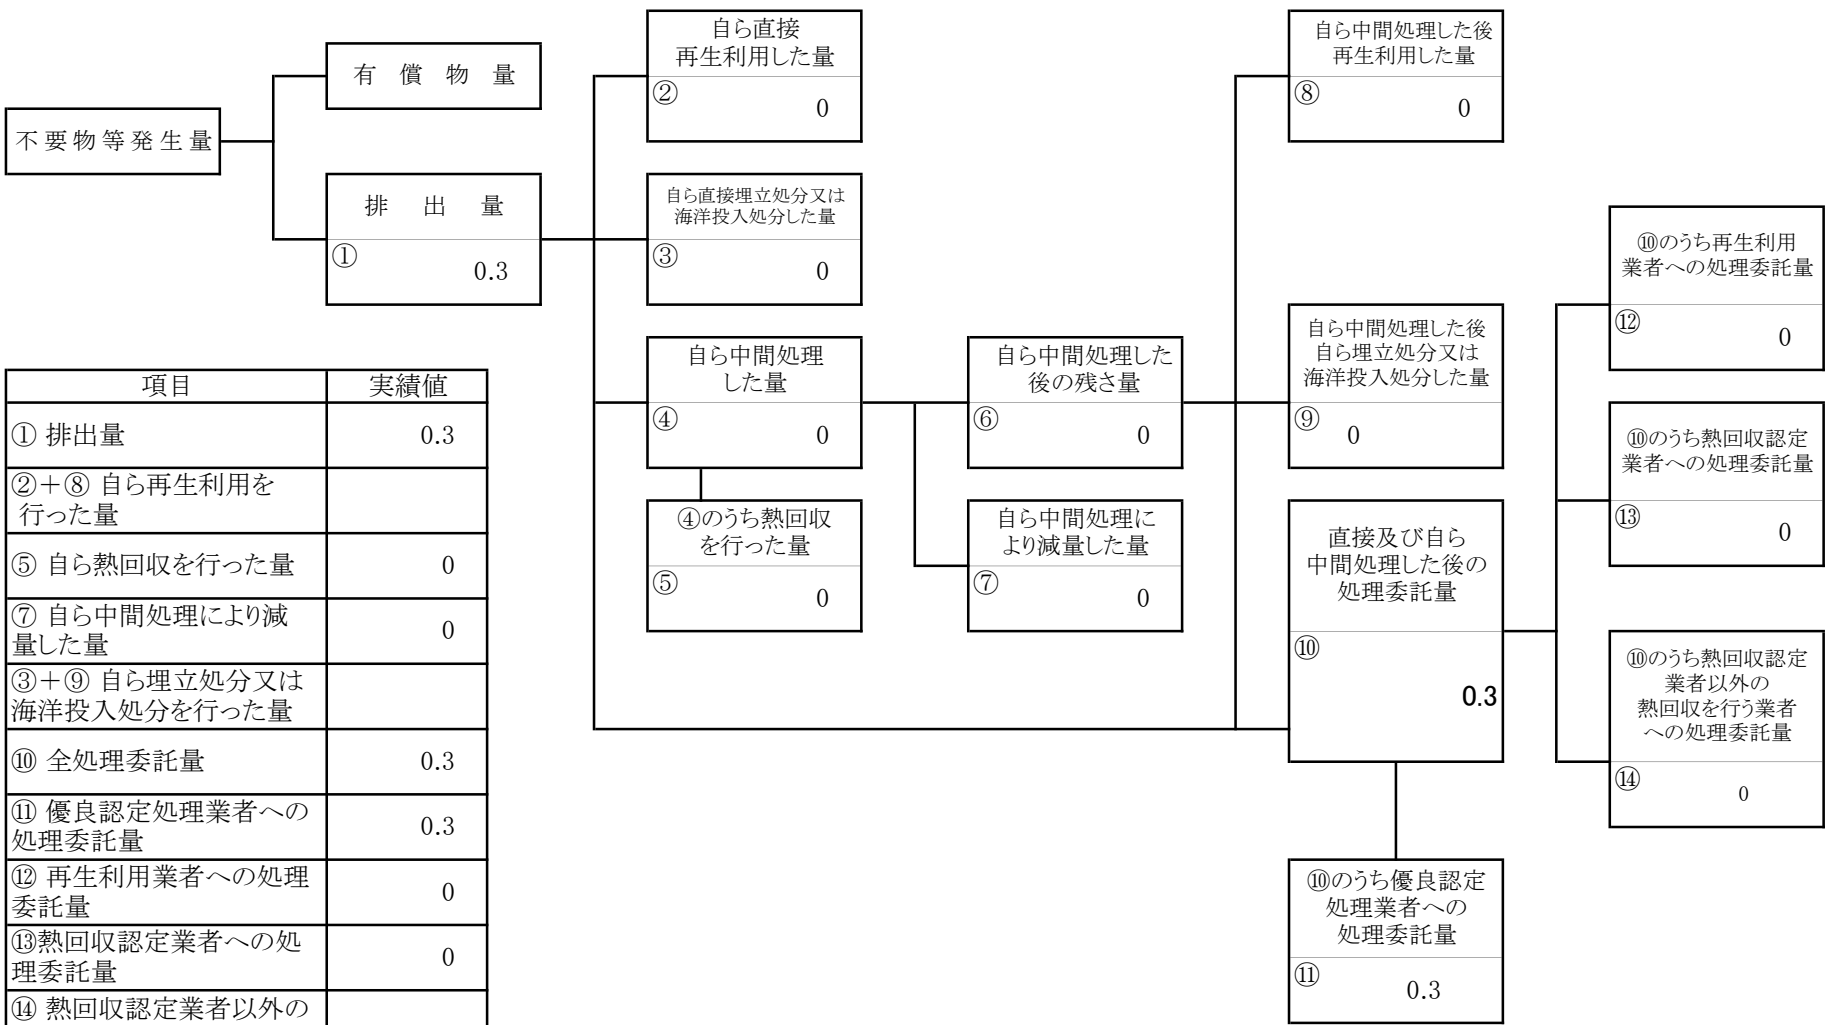 不要物等発生量
有償物量
排出量
①
0.3
自ら直接
再生利用した量
②
0
自ら直接埋立処分又は
海洋投入処分した量
③
0
自ら中間処理
した量
④
0
④のうち熱回収
を行った量
⑤
0
自ら中間処理した
後の残さ量
⑥
0
自ら中間処理に
より減量した量
⑦
0
自ら中間処理した後
再生利用した量
⑧
0
自ら中間処理した後
自ら埋立処分又は
海洋投入処分した量
⑨
0
直接及び自ら
中間処理した後の
処理委託量
⑩
0.3
⑩のうち優良認定
処理業者への
処理委託量
⑪
0.3
⑩のうち再生利用
業者への処理委託量
⑫
0
⑩のうち熱回収認定
業者への処理委託量
⑬
0
⑩のうち熱回収認定
業者以外の
熱回収を行う業者
への処理委託量
⑭
0
項目 実績値
① 排出量 0.3
②+⑧ 自ら再生利用を
行った量
⑤ 自ら熱回収を行った量 0
⑦ 自ら中間処理により減
量した量 0
③+⑨ 自ら埋立処分又は
海洋投入処分を行った量
⑩ 全処理委託量 0.3
⑪ 優良認定処理業者への
処理委託量 0.3
⑫ 再生利用業者への処理
委託量 0
⑬熱回収認定業者への処
理委託量 0
⑭ 熱回収認定業者以外の